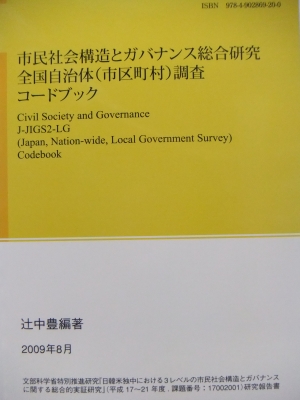 ISBN 978-4-902869-20-0
市民社会構造とガバナンス総合研究
全国自治体(市区町村)調査
コードブック
Civil Society and Governance
J-JIGS2-LG
(Japan, Nation-wide, Local Government Survey)
Codebook
辻中豊編著
2009年8月
文部科学省特別推進研究『日韓米独中における3レベルの市民社会構造とガバナンス
に関する総合的実証研究』(平成17~21年度,課題番号:17002001)研究報告書